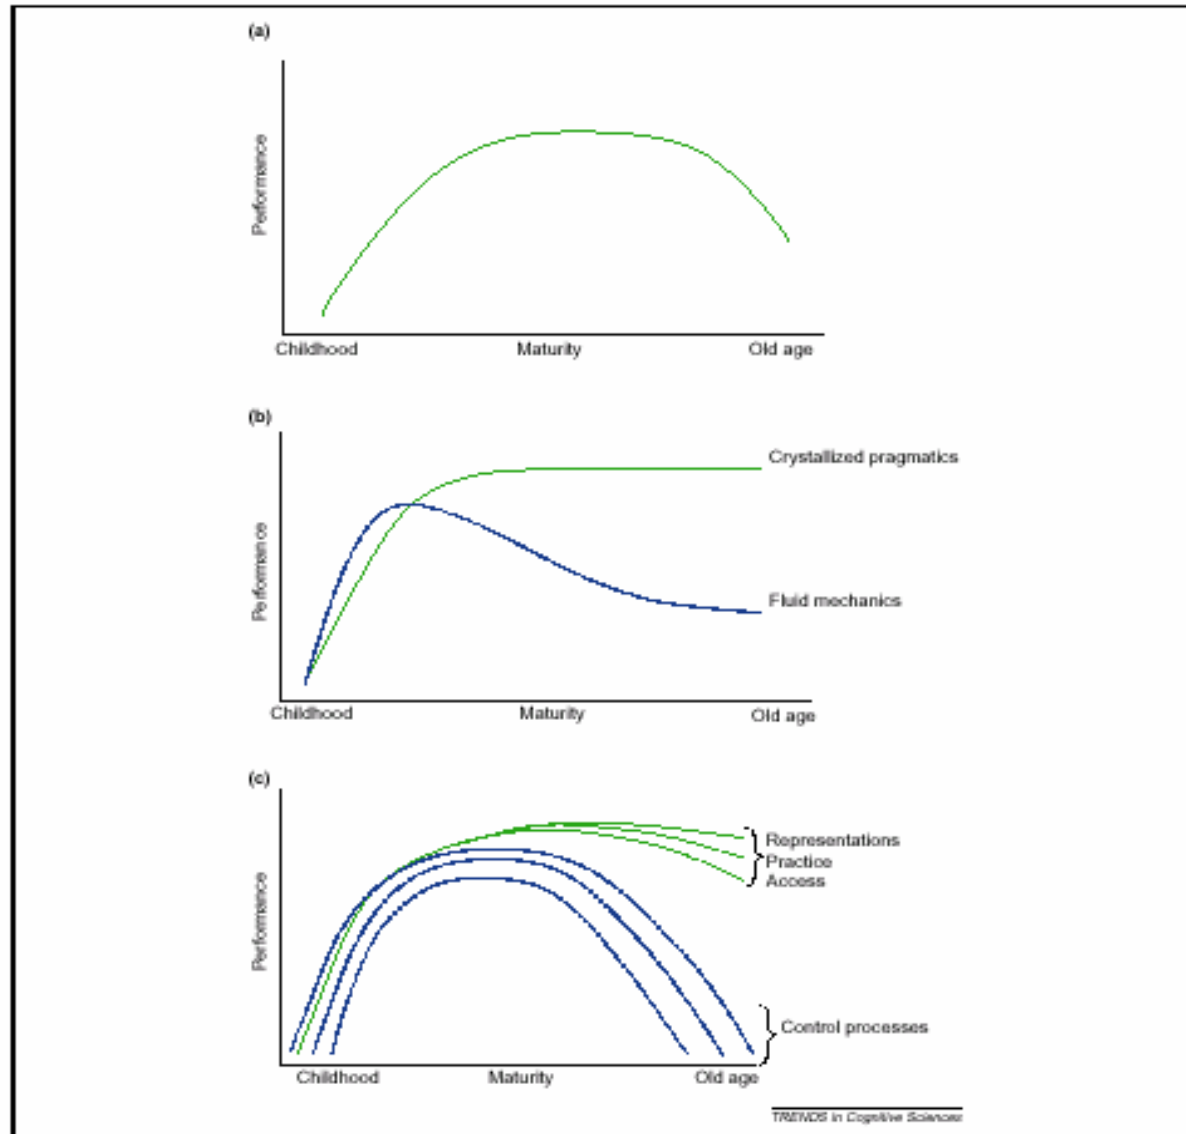 (a)
Performance
Childhood Maturity Old age
(b)
Performance
Crystallized pragmatics
Fluid mechanics
Childhood Maturity Old age
(c)
Performance
Representations
Practice
Access
Control processes
Childhood Maturity Old age
TRENDS in Cognitive Sciences